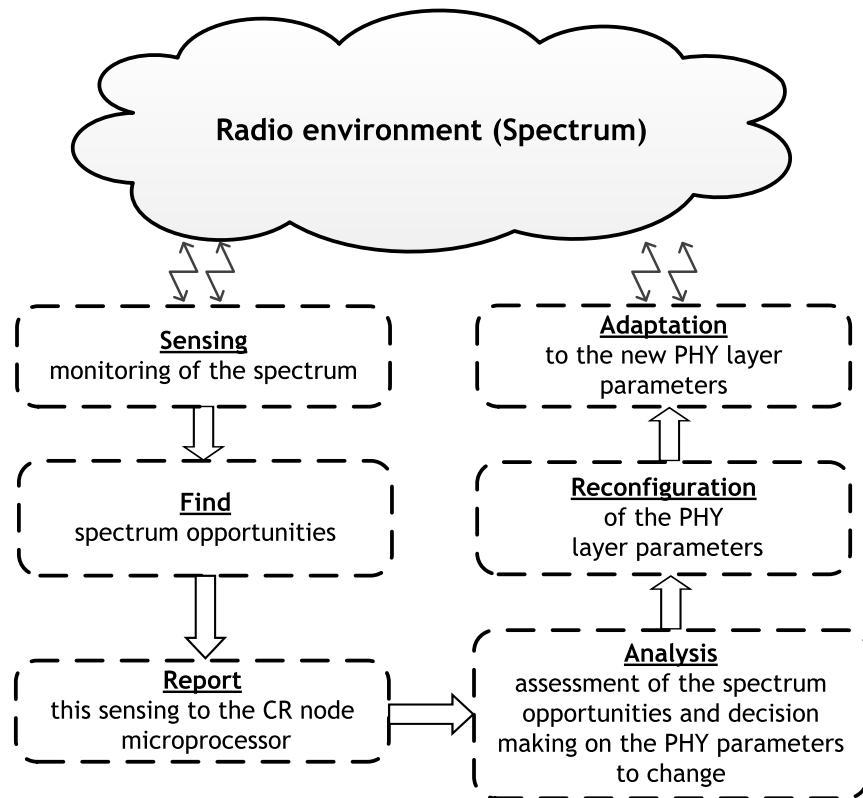 Radio environment (Spectrum)
Sensing
monitoring of the spectrum
Find
spectrum opportunities
Report
this sensing to the CR node
microprocessor
Adaptation
to the new PHY layer
parameters
Reconfiguration
of the PHY
layer parameters
Analysis
assessment of the spectrum
opportunities and decision
making on the PHY parameters
to change